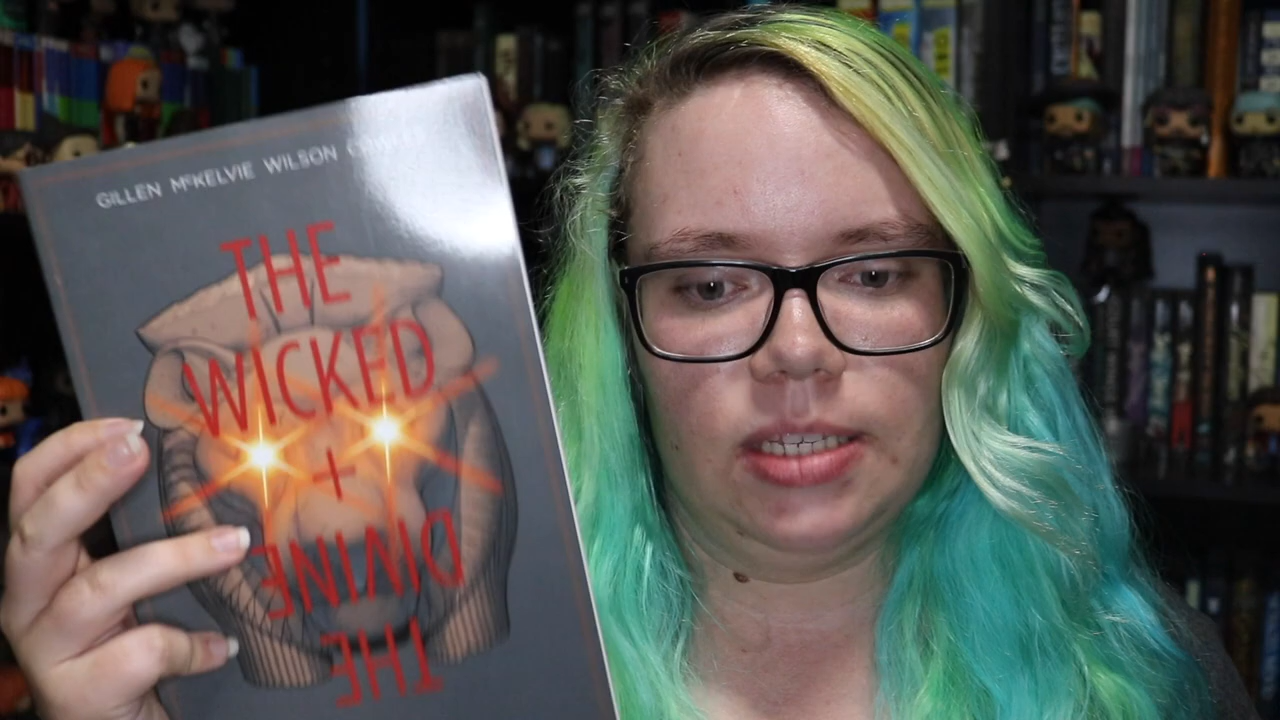 GILLEN McKELVIE WILSON
THE
WICKED
+
DIVINE
THE